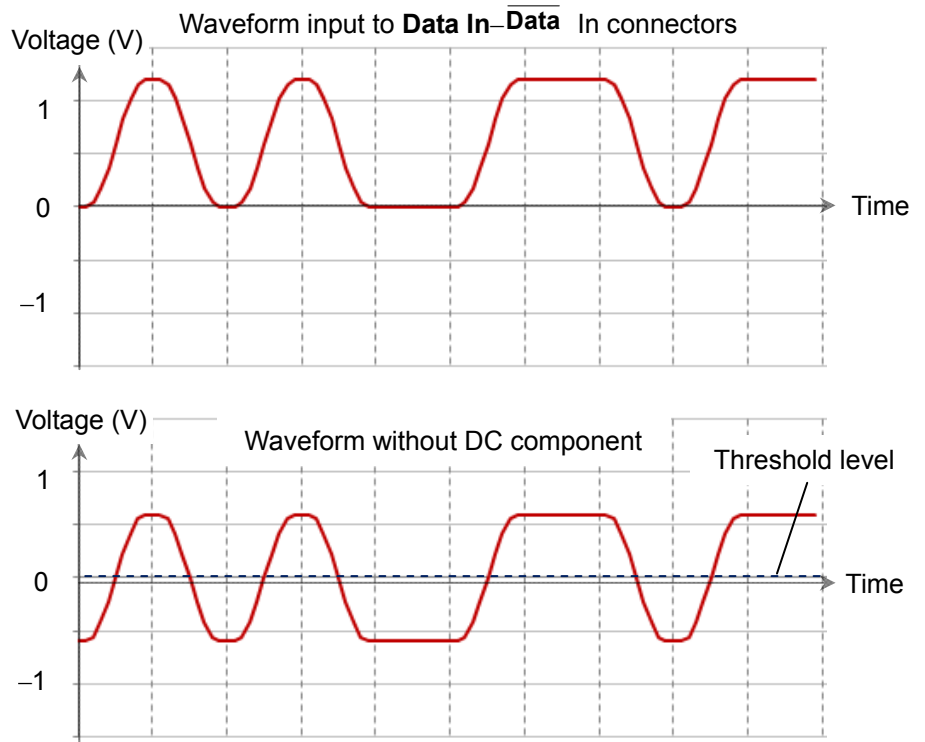 Waveform input to Data In–D̅a̅t̅a̅ In connectors
Voltage (V)
1
0
Time
–1
Voltage (V)
Waveform without DC component
Threshold level
1
0
Time
–1